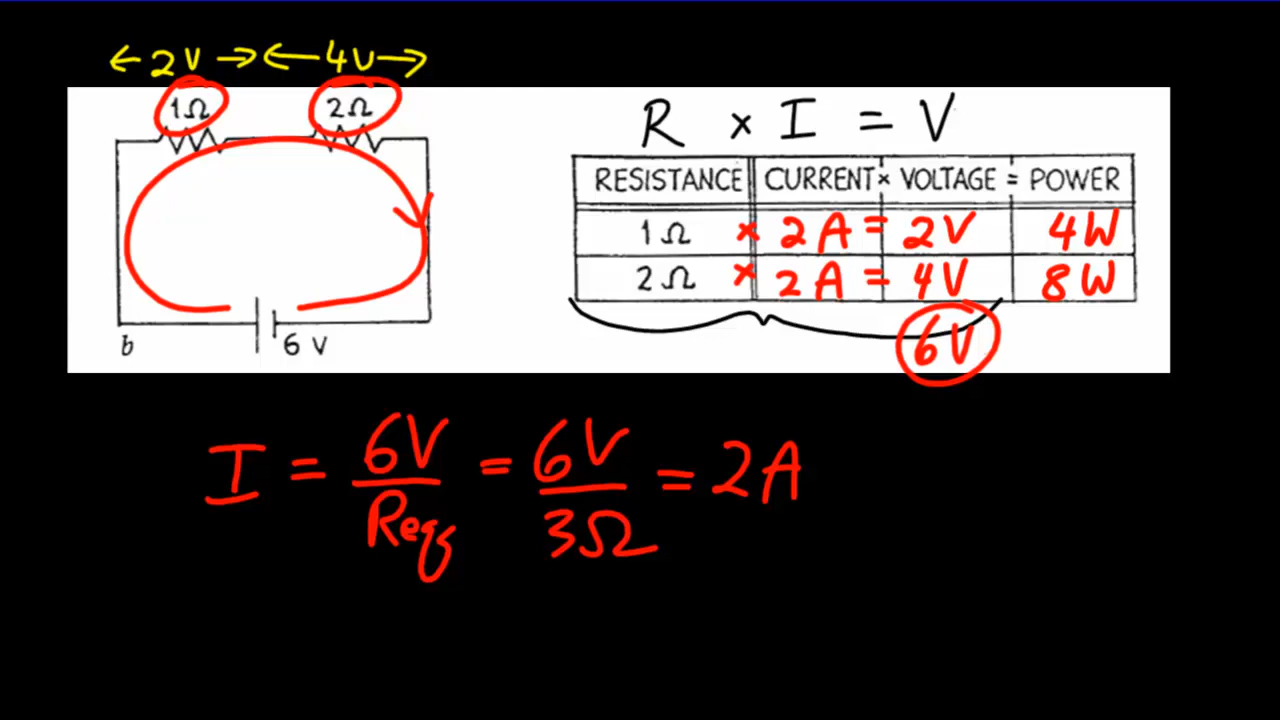 ← 2V → ← 4V →
1Ω 2Ω
b 6 V
R × I = V
RESISTANCE CURRENT × VOLTAGE = POWER
1Ω × 2A = 2V 4W
2Ω × 2A = 4V 8W
6V
I = 6V/Req = 6V/3Ω = 2A